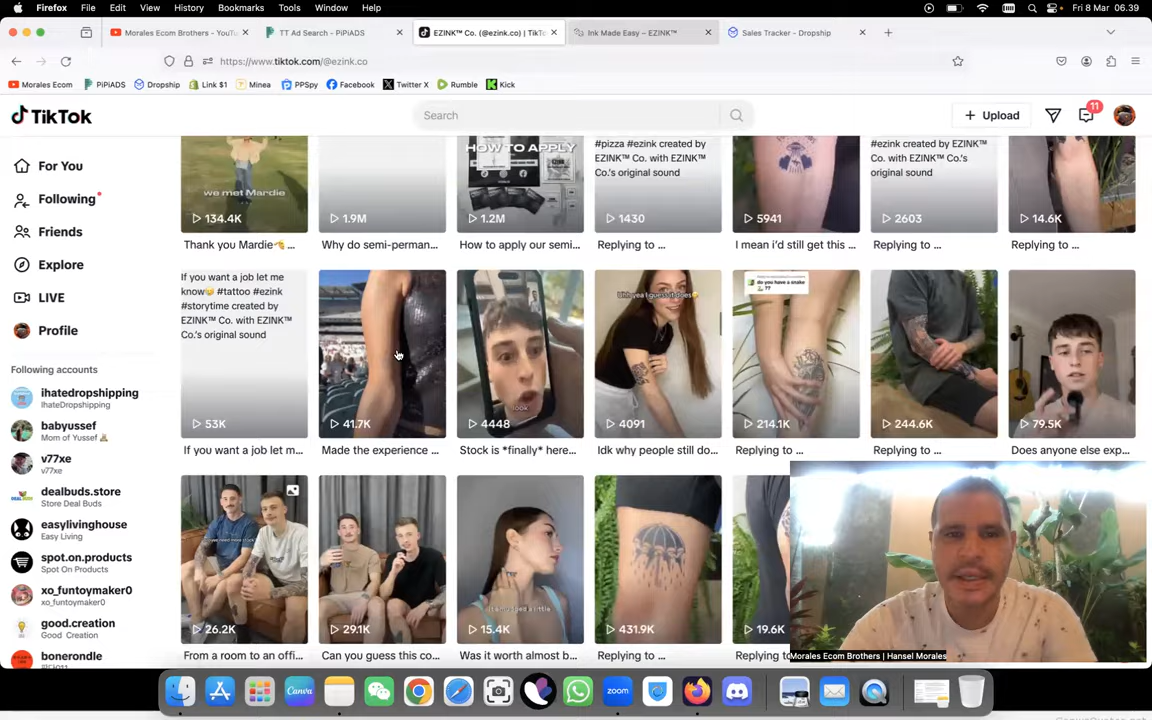 Firefox File Edit View History Bookmarks Tools Window Help
Fri 8 Mar 06.39
Morales Ecom Brothers - YouTu
TT Ad Search - PiPiADS
EZINK™ Co. (@ezink.co) | TikTo
Ink Made Easy – EZINK™
Sales Tracker - Dropship
https://www.tiktok.com/@ezink.co
Morales Ecom PiPiADS Dropship Link $1 Minea PPSpy Facebook Twitter X Rumble Kick
TikTok
Search
Upload
11
For You
Following
Friends
Explore
LIVE
Profile
Following accounts
ihatedropshipping
IhateDropshipping
babyussef
Mom of Yussef
v77xe
v77xe
dealbuds.store
Store Deal Buds
easylivinghouse
Easy Living
spot.on.products
Spot On Products
xo_funtoymaker0
xo_funtoymaker0
good.creation
Good Creation
bonerondle
we met Mardie
134.4K
Thank you Mardie
1.9M
Why do semi-perman...
HOW TO APPLY
1.2M
How to apply our semi...
#pizza #ezink created by
EZINK™ Co. with EZINK™
Co.'s original sound
1430
Replying to ...
5941
I mean i'd still get this ...
#ezink created by
EZINK™ Co. with EZINK™
Co.'s original sound
2603
Replying to ...
14.6K
Replying to ...
If you want a job let me
know #tattoo #ezink
#storytime created by
EZINK™ Co. with EZINK™
Co.'s original sound
53K
If you want a job let m...
41.7K
Made the experience ...
look
4448
Stock is *finally* here...
4091
Idk why people still do...
do you have a snake
??
214.1K
Replying to ...
244.6K
Replying to ...
79.5K
Does anyone else exp...
26.2K
From a room to an offi...
29.1K
Can you guess this co...
15.4K
Was it worth almost b...
431.9K
Replying to ...
19.6K
Replying to
Morales Ecom Brothers | Hansel Morales
Canva
zoom